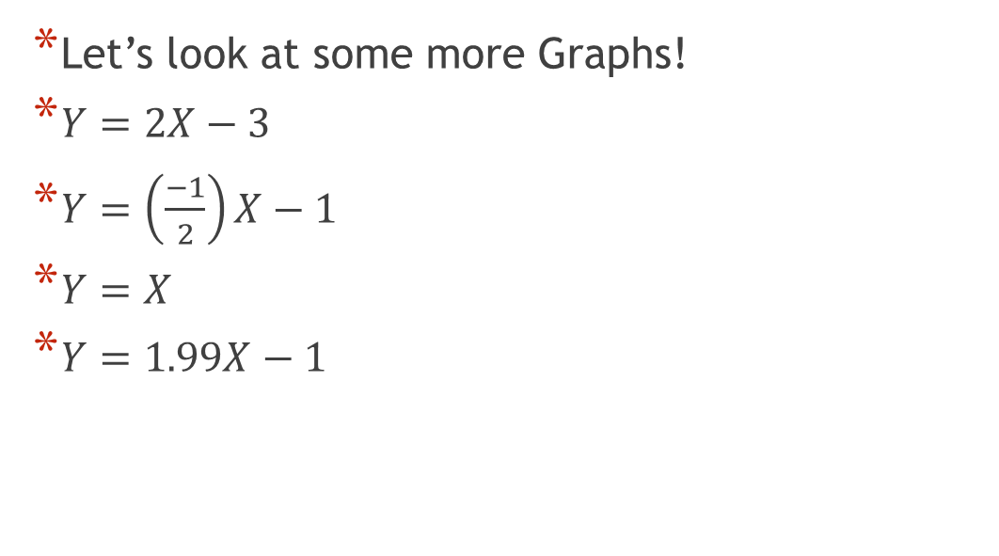 *Let’s look at some more Graphs!
*Y = 2X − 3
*Y = (−1/2) X − 1
*Y = X
*Y = 1.99X − 1